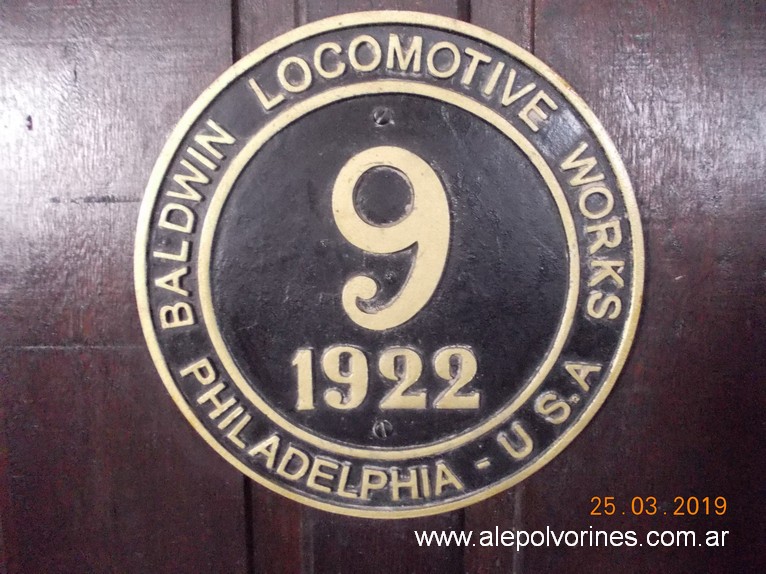 BALDWIN LOCOMOTIVE WORKS
9
1922
PHILADELPHIA - U S.A
25.03.2019
www.alepolvorines.com.ar